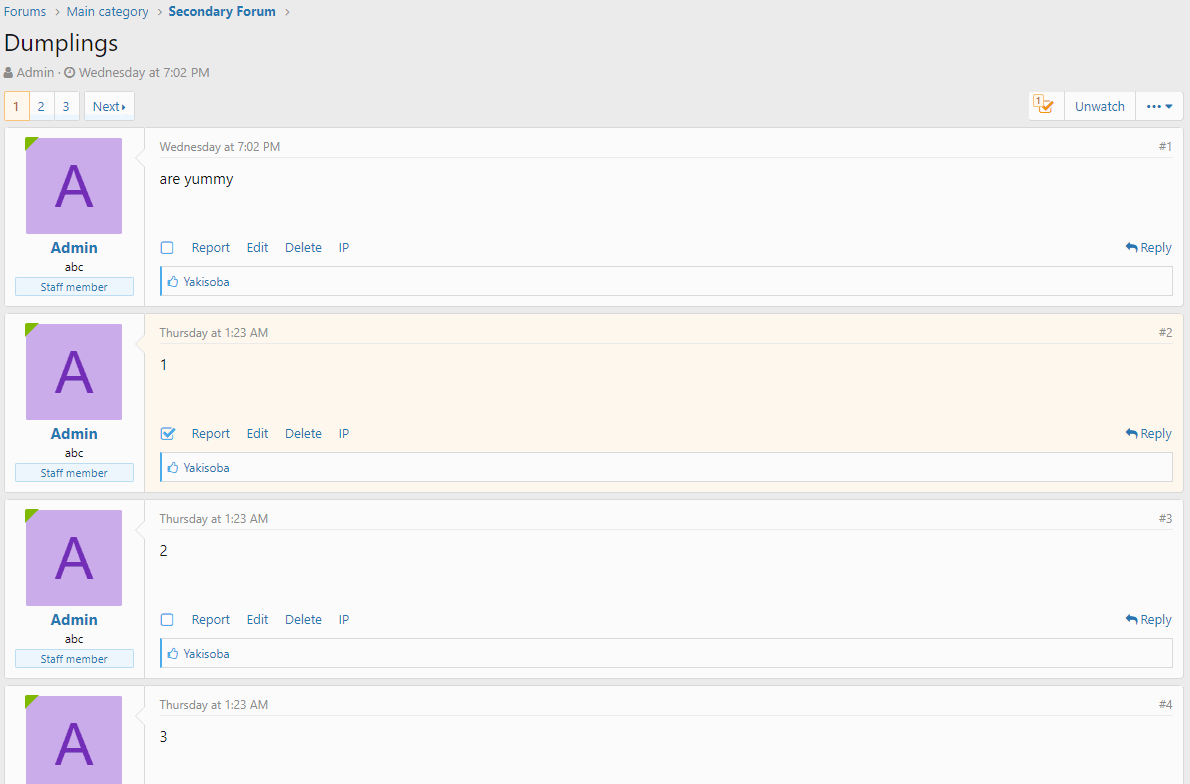 Forums > Main category > Secondary Forum >
Dumplings
Admin · Wednesday at 7:02 PM
1 2 3 Next
1 Unwatch •••
A
Admin
abc
Staff member
Wednesday at 7:02 PM #1
are yummy
Report Edit Delete IP Reply
Yakisoba
A
Admin
abc
Staff member
Thursday at 1:23 AM #2
1
Report Edit Delete IP Reply
Yakisoba
A
Admin
abc
Staff member
Thursday at 1:23 AM #3
2
Report Edit Delete IP Reply
Yakisoba
A
Thursday at 1:23 AM #4
3